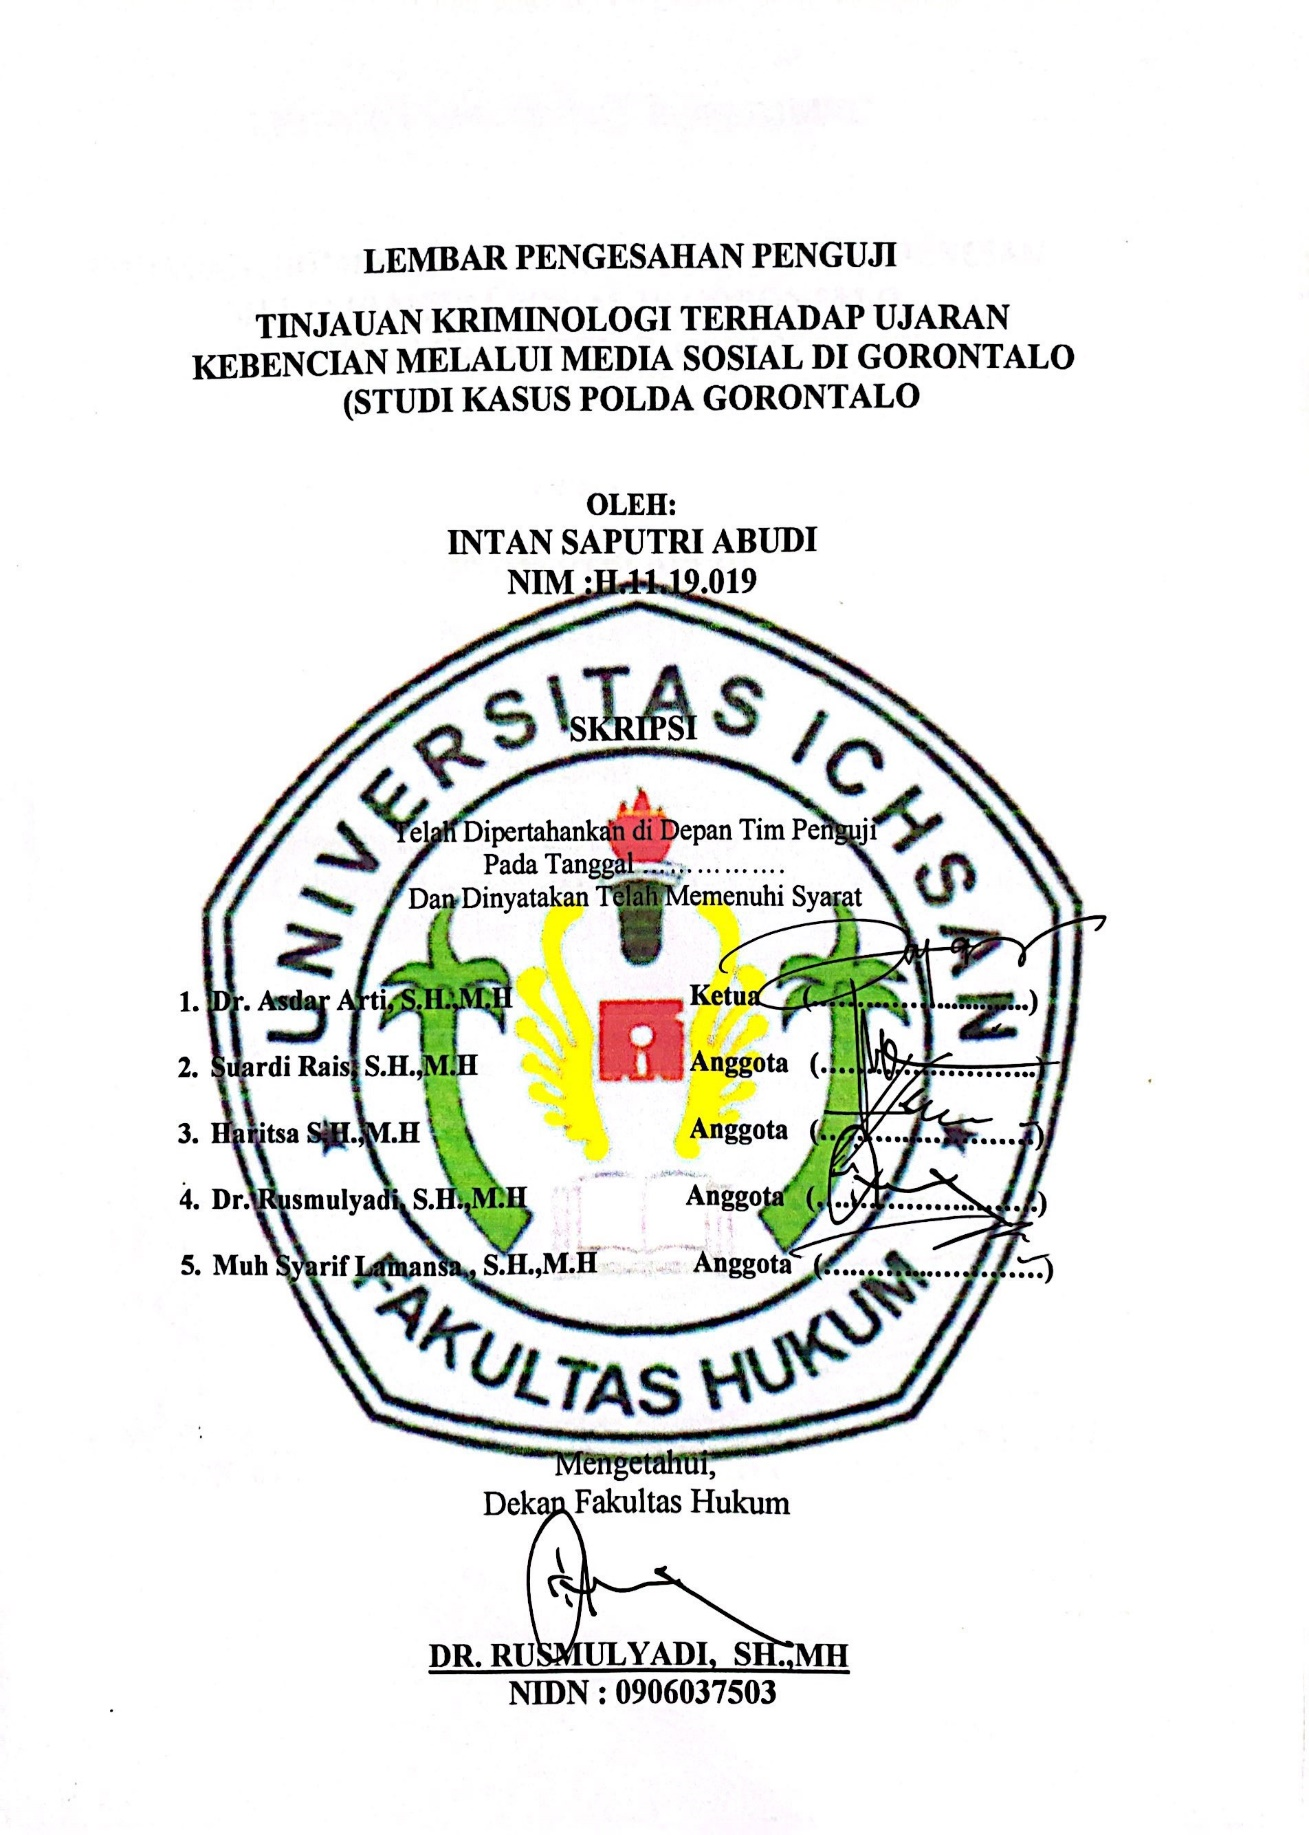 LEMBAR PENGESAHAN PENGUJI
TINJAUAN KRIMINOLOGI TERHADAP UJARAN
KEBENCIAN MELALUI MEDIA SOSIAL DI GORONTALO
(STUDI KASUS POLDA GORONTALO
OLEH:
INTAN SAPUTRI ABUDI
NIM :H.11.19.019
UNIVERSITAS ICHSAN
SKRIPSI
Telah Dipertahankan di Depan Tim Penguji
Pada Tanggal ................
Dan Dinyatakan Telah Memenuhi Syarat
1. Dr. Asdar Arti, S.H.,M.H Ketua (..............................)
2. Suardi Rais, S.H.,M.H Anggota (..............................)
3. Haritsa S.H.,M.H Anggota (..............................)
4. Dr. Rusmulyadi, S.H.,M.H Anggota (..............................)
5. Muh Syarif Lamansa , S.H.,M.H Anggota (..............................)
FAKULTAS HUKUM
Mengetahui,
Dekan Fakultas Hukum
DR. RUSMULYADI, SH.,MH
NIDN : 0906037503